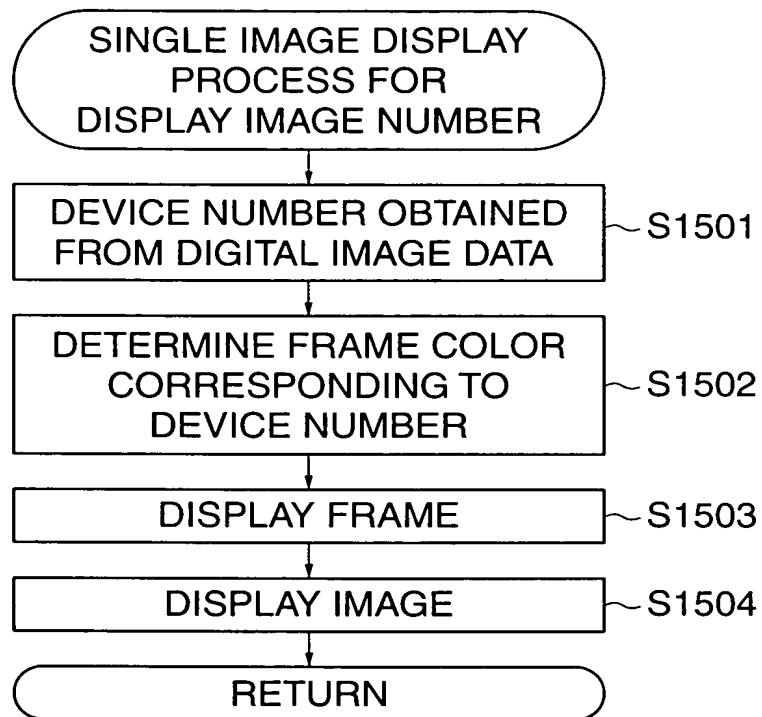 SINGLE IMAGE DISPLAY
PROCESS FOR
DISPLAY IMAGE NUMBER
DEVICE NUMBER OBTAINED
FROM DIGITAL IMAGE DATA
S1501
DETERMINE FRAME COLOR
CORRESPONDING TO
DEVICE NUMBER
S1502
DISPLAY FRAME
S1503
DISPLAY IMAGE
S1504
RETURN